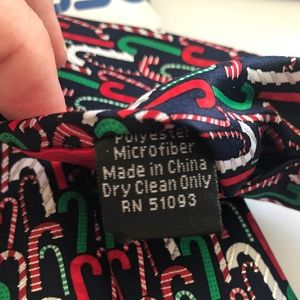 Polyester
Microfiber
Made in China
Dry Clean Only
RN 51093